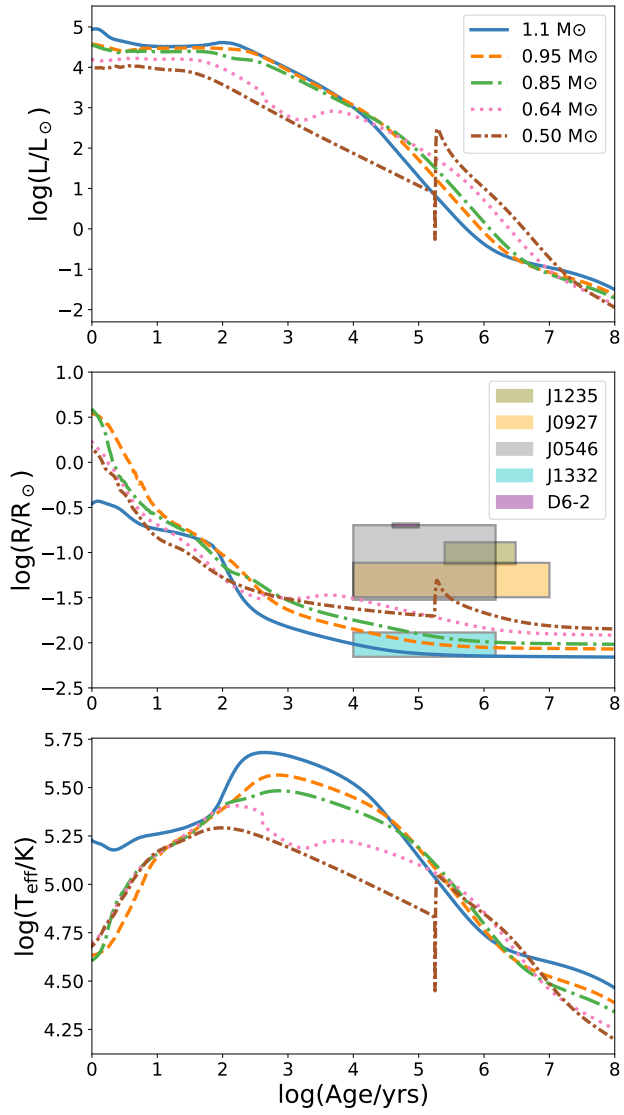 log(L/L⊙)
5
4
3
2
1
0
−1
−2
1.1 M⊙
0.95 M⊙
0.85 M⊙
0.64 M⊙
0.50 M⊙
0 1 2 3 4 5 6 7 8
log(R/R⊙)
1.0
0.5
0.0
−0.5
−1.0
−1.5
−2.0
−2.5
J1235
J0927
J0546
J1332
D6-2
0 1 2 3 4 5 6 7 8
log(Teff/K)
5.75
5.50
5.25
5.00
4.75
4.50
4.25
0 1 2 3 4 5 6 7 8
log(Age/yrs)